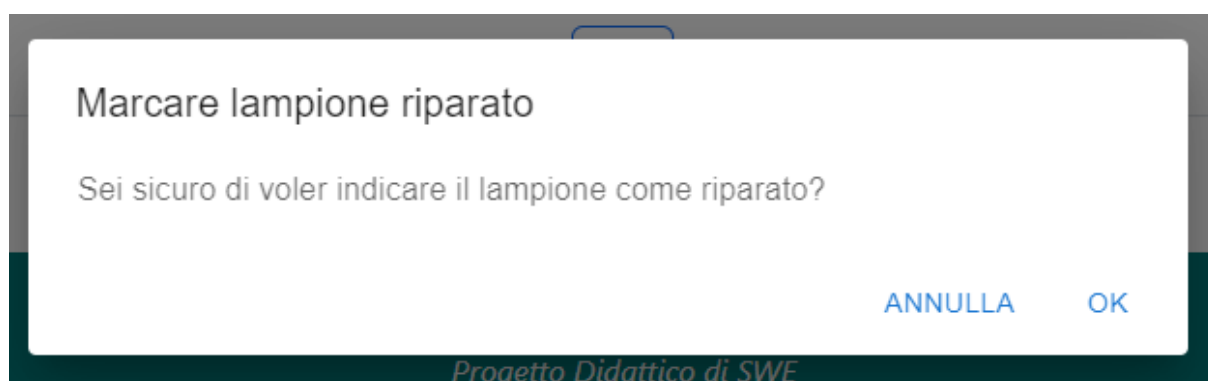 Marcare lampione riparato
Sei sicuro di voler indicare il lampione come riparato?
ANNULLA OK
Progetto Didattico di SWE